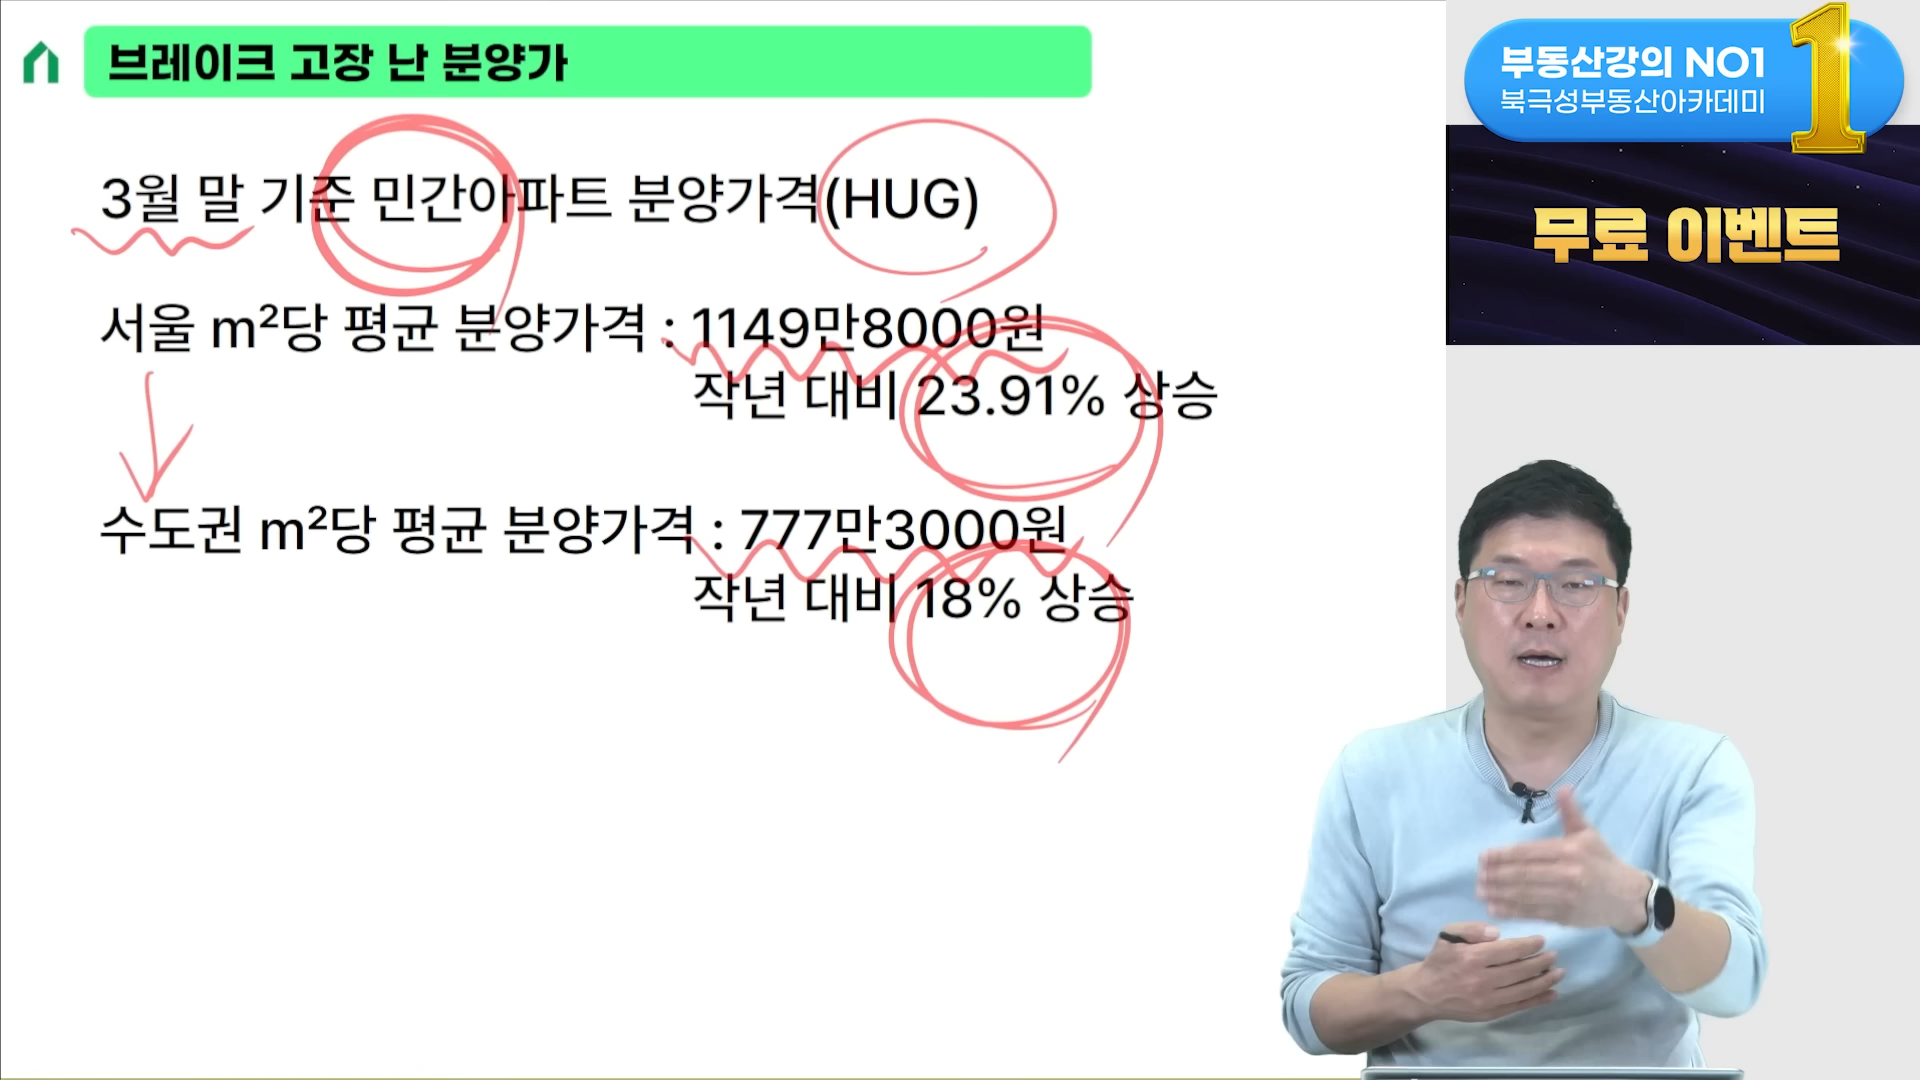 브레이크 고장 난 분양가
3월 말 기준 민간아파트 분양가격(HUG)
서울 m²당 평균 분양가격 : 1149만8000원
작년 대비 23.91% 상승
수도권 m²당 평균 분양가격 : 777만3000원
작년 대비 18% 상승
부동산강의 NO1
북극성부동산아카데미
1
무료 이벤트